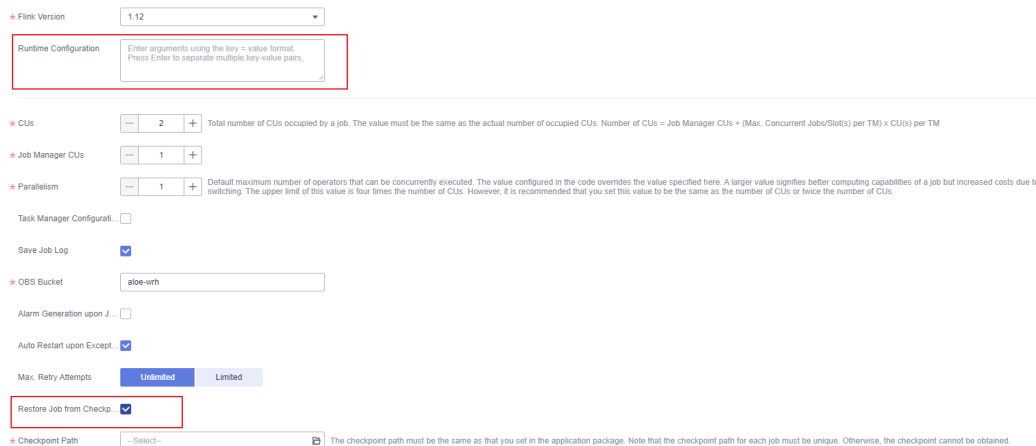 * Flink Version 1.12
Runtime Configuration Enter arguments using the key = value format.
Press Enter to separate multiple key-value pairs.
* CUs — 2 + Total number of CUs occupied by a job. The value must be the same as the actual number of occupied CUs. Number of CUs = Job Manager CUs + (Max. Concurrent Jobs/Slot(s) per TM) x CU(s) per TM
* Job Manager CUs — 1 +
* Parallelism — 1 + Default maximum number of operators that can be concurrently executed. The value configured in the code overrides the value specified here. A larger value signifies better computing capabilities of a job but increased costs due to
switching. The upper limit of this value is four times the number of CUs. However, it is recommended that you set this value to be the same as the number of CUs or twice the number of CUs.
Task Manager Configurati...
Save Job Log
* OBS Bucket aloe-wrh
Alarm Generation upon J...
Auto Restart upon Except...
Max. Retry Attempts Unlimited Limited
Restore Job from Checkp...
* Checkpoint Path --Select-- The checkpoint path must be the same as that you set in the application package. Note that the checkpoint path for each job must be unique. Otherwise, the checkpoint cannot be obtained.